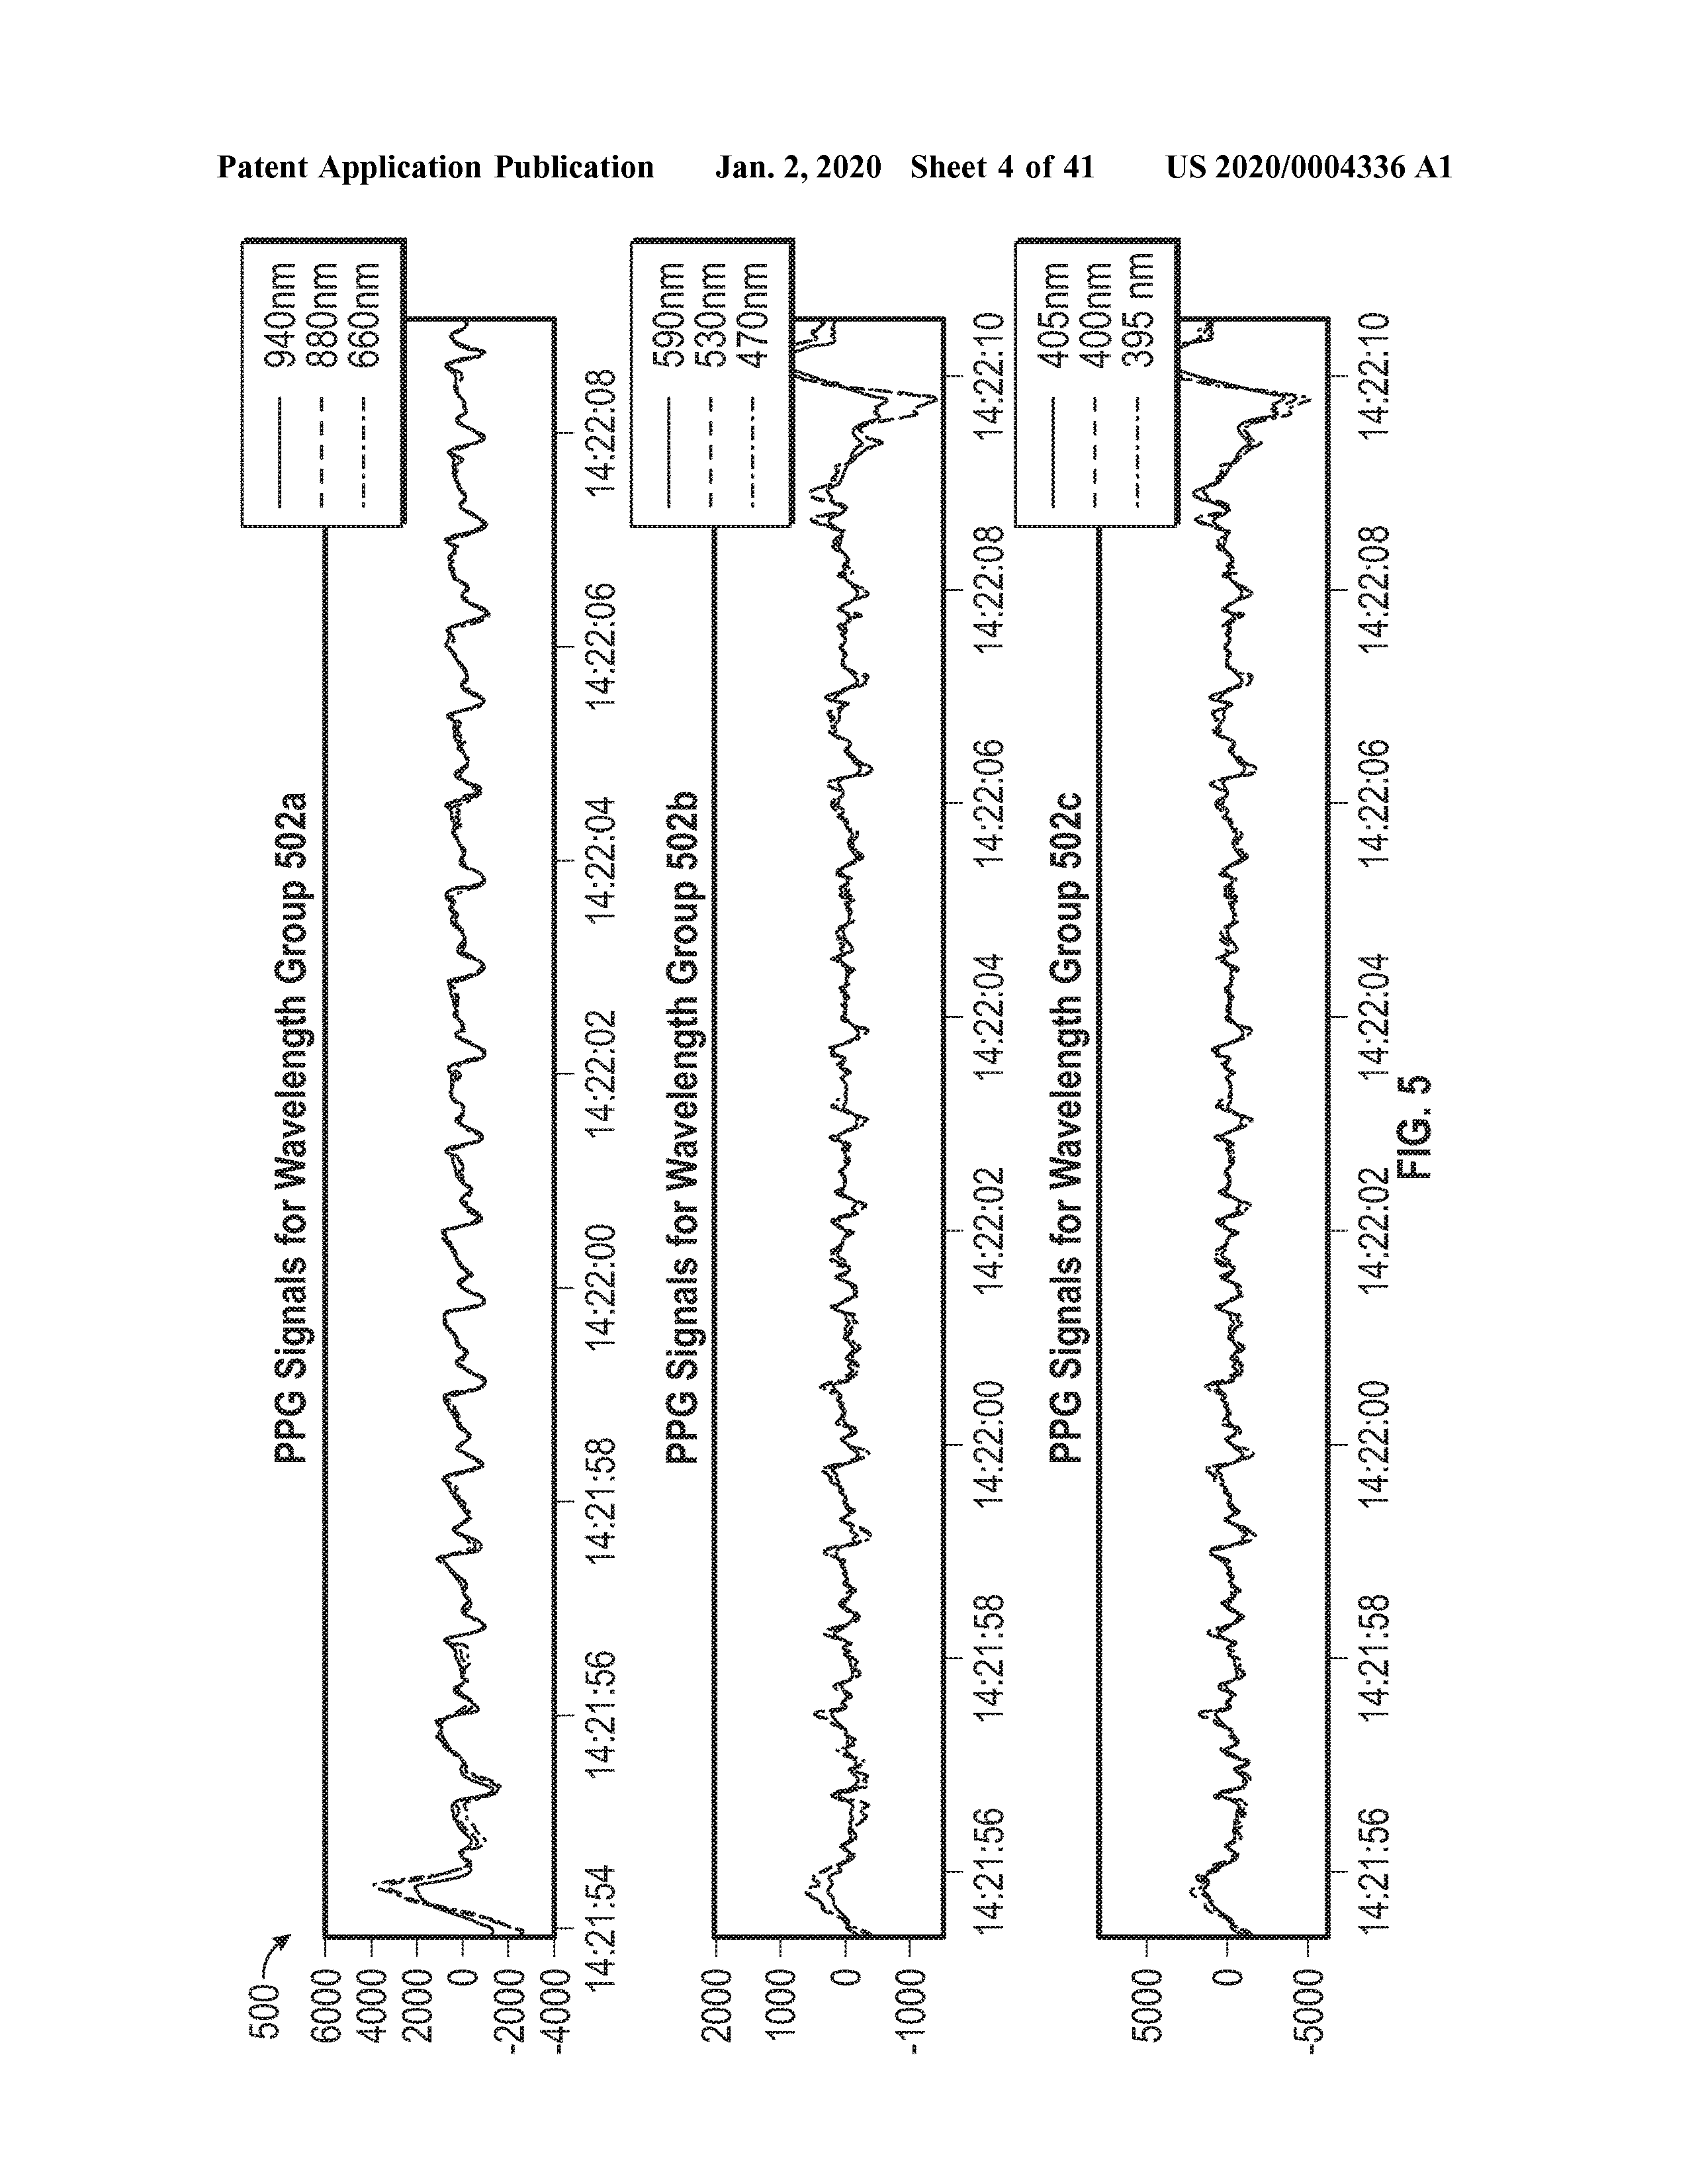 Patent Application Publication Jan. 2, 2020 Sheet 4 of 41 US 2020/0004336 A1
500
PPG Signals for Wavelength Group 502a
940nm
880nm
660nm
6000
4000
2000
0
-2000
-4000
14:21:54 14:21:56 14:21:58 14:22:00 14:22:02 14:22:04 14:22:06 14:22:08
PPG Signals for Wavelength Group 502b
590nm
530nm
470nm
2000
1000
0
-1000
14:21:56 14:21:58 14:22:00 14:22:02 14:22:04 14:22:06 14:22:08 14:22:10
PPG Signals for Wavelength Group 502c
405nm
400nm
395 nm
5000
0
-5000
14:21:56 14:21:58 14:22:00 14:22:02 14:22:04 14:22:06 14:22:08 14:22:10
FIG. 5